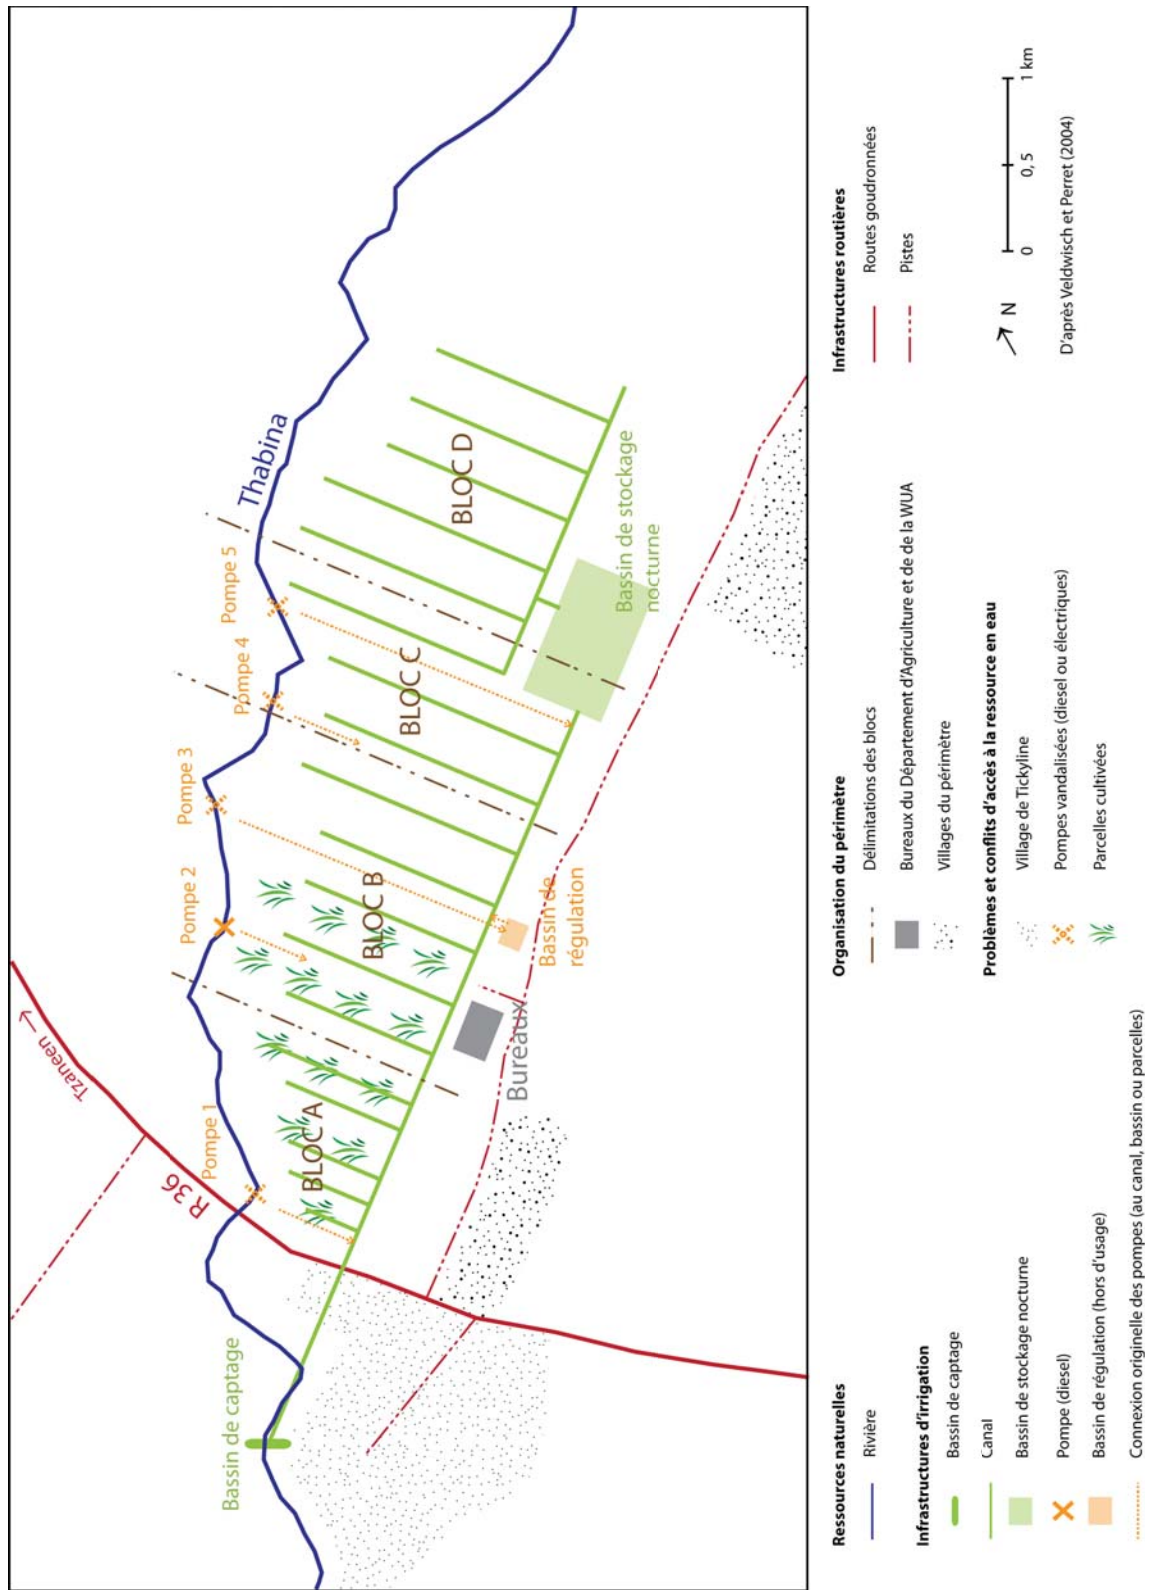 Tzaneen
R 36
Thabina
Bassin de captage
Pompe 1
Pompe 2
Pompe 3
Pompe 4
Pompe 5
BLOC A
BLOC B
BLOC C
BLOC D
Bureaux
Bassin de
régulation
Bassin de stockage
nocturne
Ressources naturelles
Rivière
Infrastructures d'irrigation
Bassin de captage
Canal
Bassin de stockage nocturne
Pompe (diesel)
Bassin de régulation (hors d'usage)
Connexion originelle des pompes (au canal, bassin ou parcelles)
Organisation du périmètre
Délimitations des blocs
Bureaux du Département d'Agriculture et de de la WUA
Villages du périmètre
Problèmes et conflits d'accès à la ressource en eau
Village de Tickyline
Pompes vandalisées (diesel ou électriques)
Parcelles cultivées
Infrastructures routières
Routes goudronnées
Pistes
N
0 0, 5 1 km
D'après Veldwisch et Perret (2004)